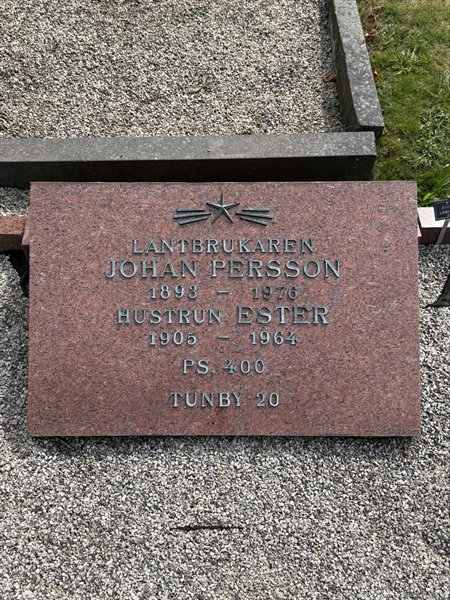 LANTBRUKAREN
JOHAN PERSSON
1893 – 1976
HUSTRUN ESTER
1905 – 1964
PS. 400
TUNBY 20